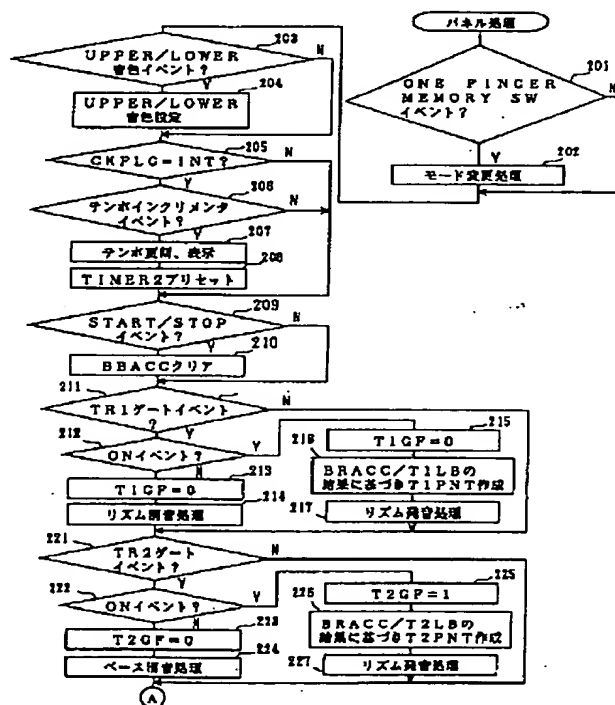 パネル処理
201
ONE FINGER
MEMORY SW
イベント?
N
Y
202
モード変更処理
203
UPPER/LOWER
音色イベント?
N
Y
204
UPPER/LOWER
音色設定
205
CKFLG=INT?
N
Y
206
テンポインクリメンタ
イベント?
N
Y
207
テンポ更新、表示
208
TIMER2プリセット
209
START/STOP
イベント?
N
Y
210
BBACCクリア
211
TR1ゲートイベント
?
N
Y
212
ONイベント?
Y
N
213
T1GF=0
214
リズム消音処理
215
T1GF=0
216
BRACC/T1LBの
結果に基づきT1PNT作成
217
リズム発音処理
221
TR2ゲート
イベント?
N
Y
222
ONイベント?
Y
N
223
T2GF=0
224
ベース消音処理
225
T2GF=1
226
BRACC/T2LBの
結果に基づきT2PNT作成
227
リズム発音処理
A